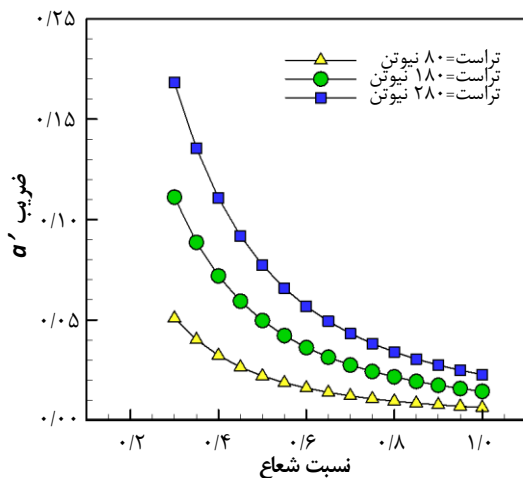 ۰/۲۵
۰/۱۵
۰/۱۰
۰/۰۵
۰/۰۰
ضریب a′
تراست=۸۰ نیوتن
تراست=۱۸۰ نیوتن
تراست=۲۸۰ نیوتن
۰/۲ ۰/۴ ۰/۶ ۰/۸ ۱/۰
نسبت شعاع